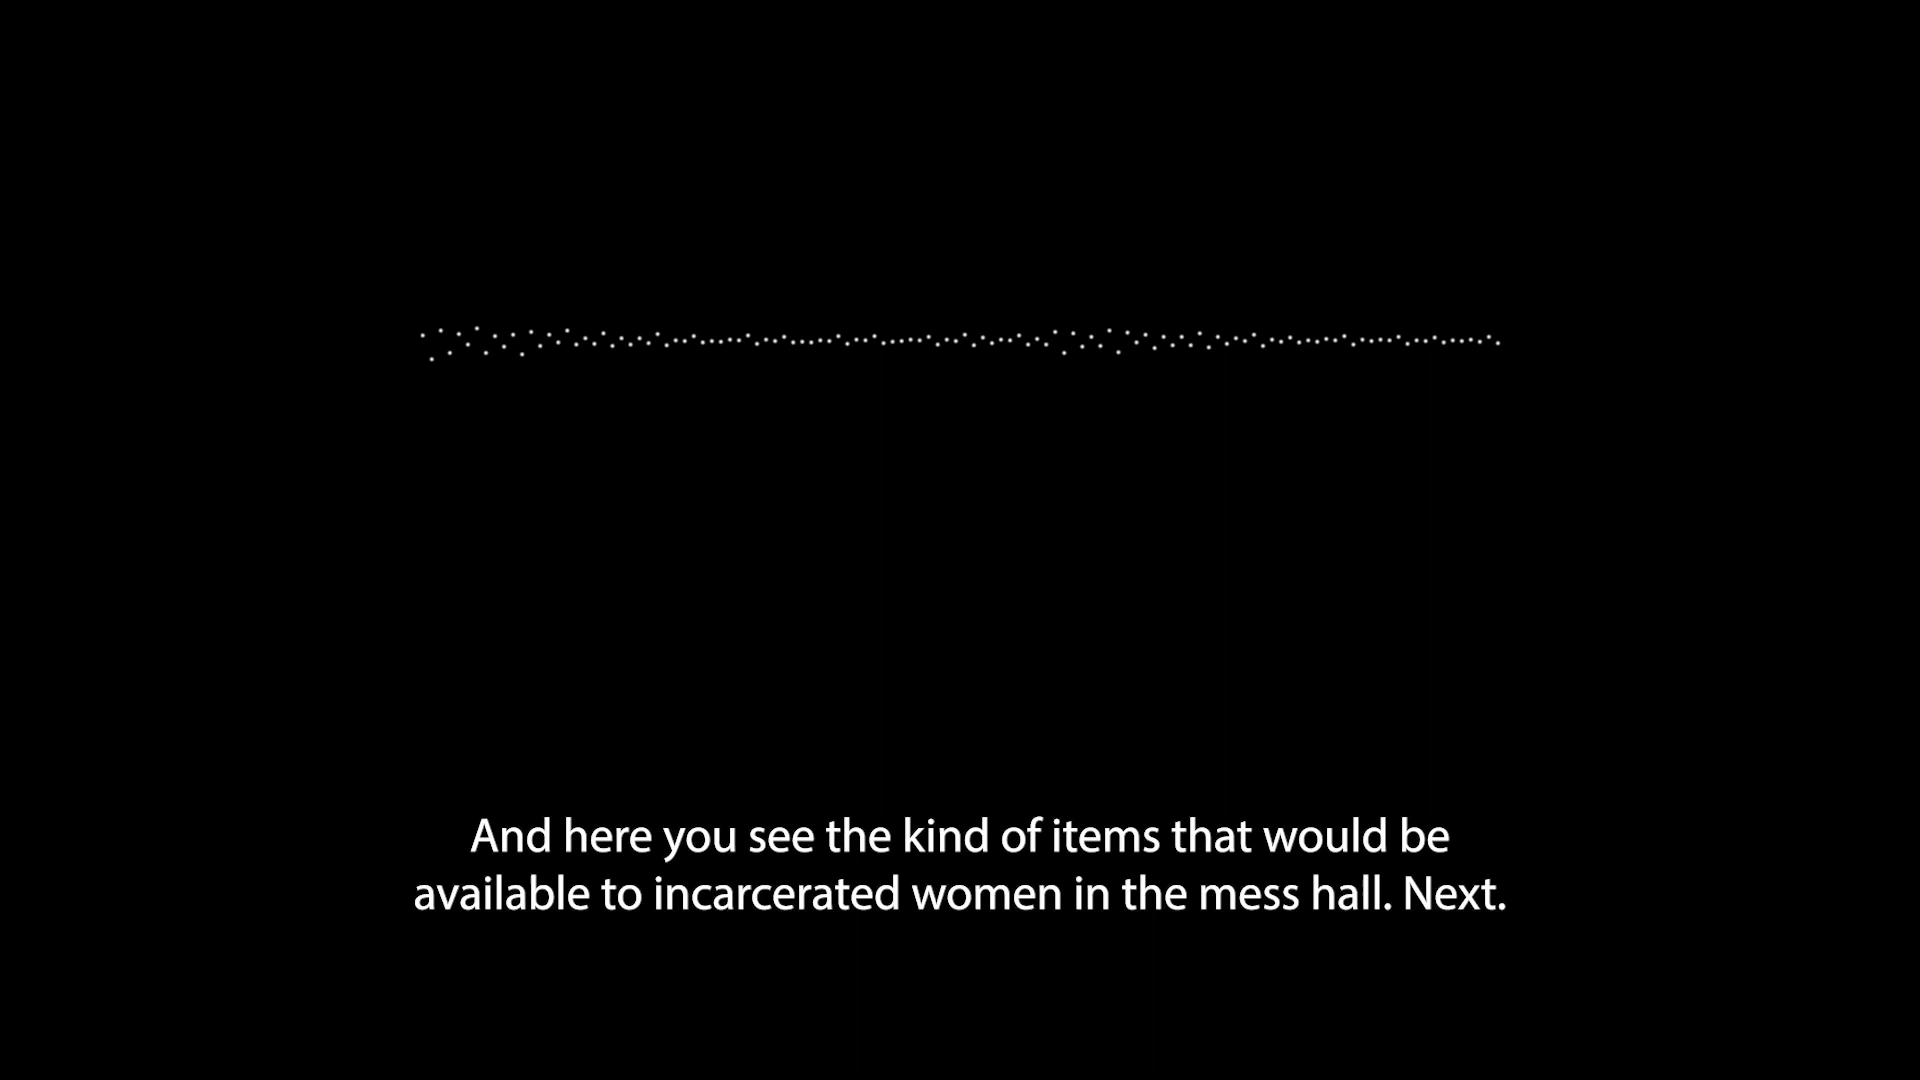 And here you see the kind of items that would be
available to incarcerated women in the mess hall. Next.